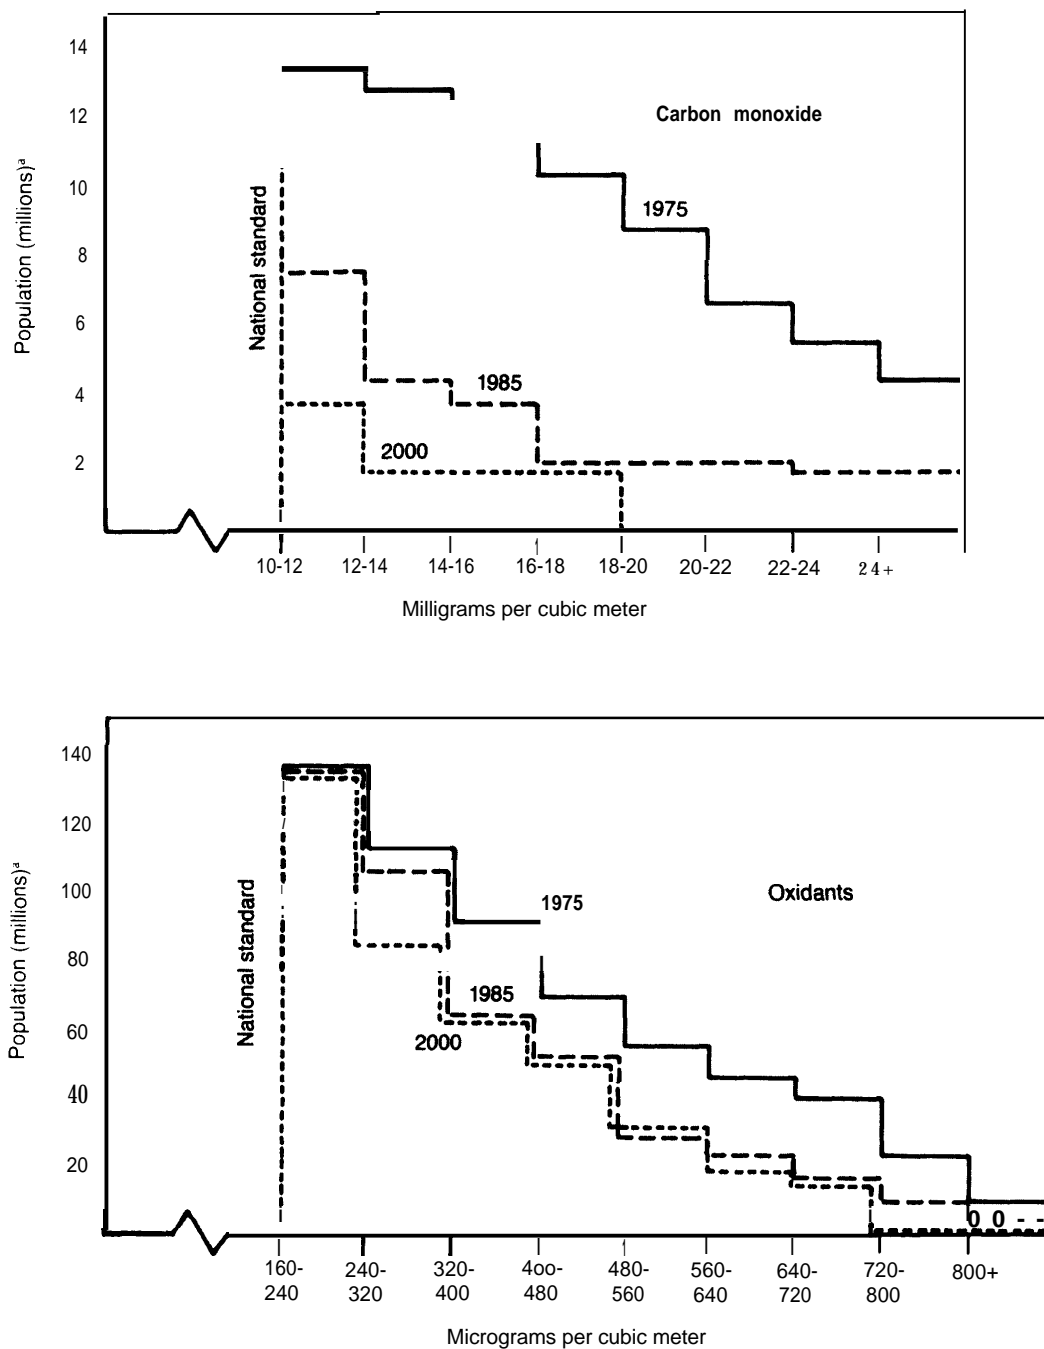 14
12
10
8
6
4
2
Population (millions)ª
National standard
Carbon monoxide
1975
1985
2000
10-12 12-14 14-16 16-18 18-20 20-22 22-24 24+
Milligrams per cubic meter
140
120
100
80
60
40
20
Population (millions)ª
National standard
Oxidants
1975
1985
2000
00--
160-240 240-320 320-400 4oo-480 480-560 560-640 640-720 720-800 800+
Micrograms per cubic meter